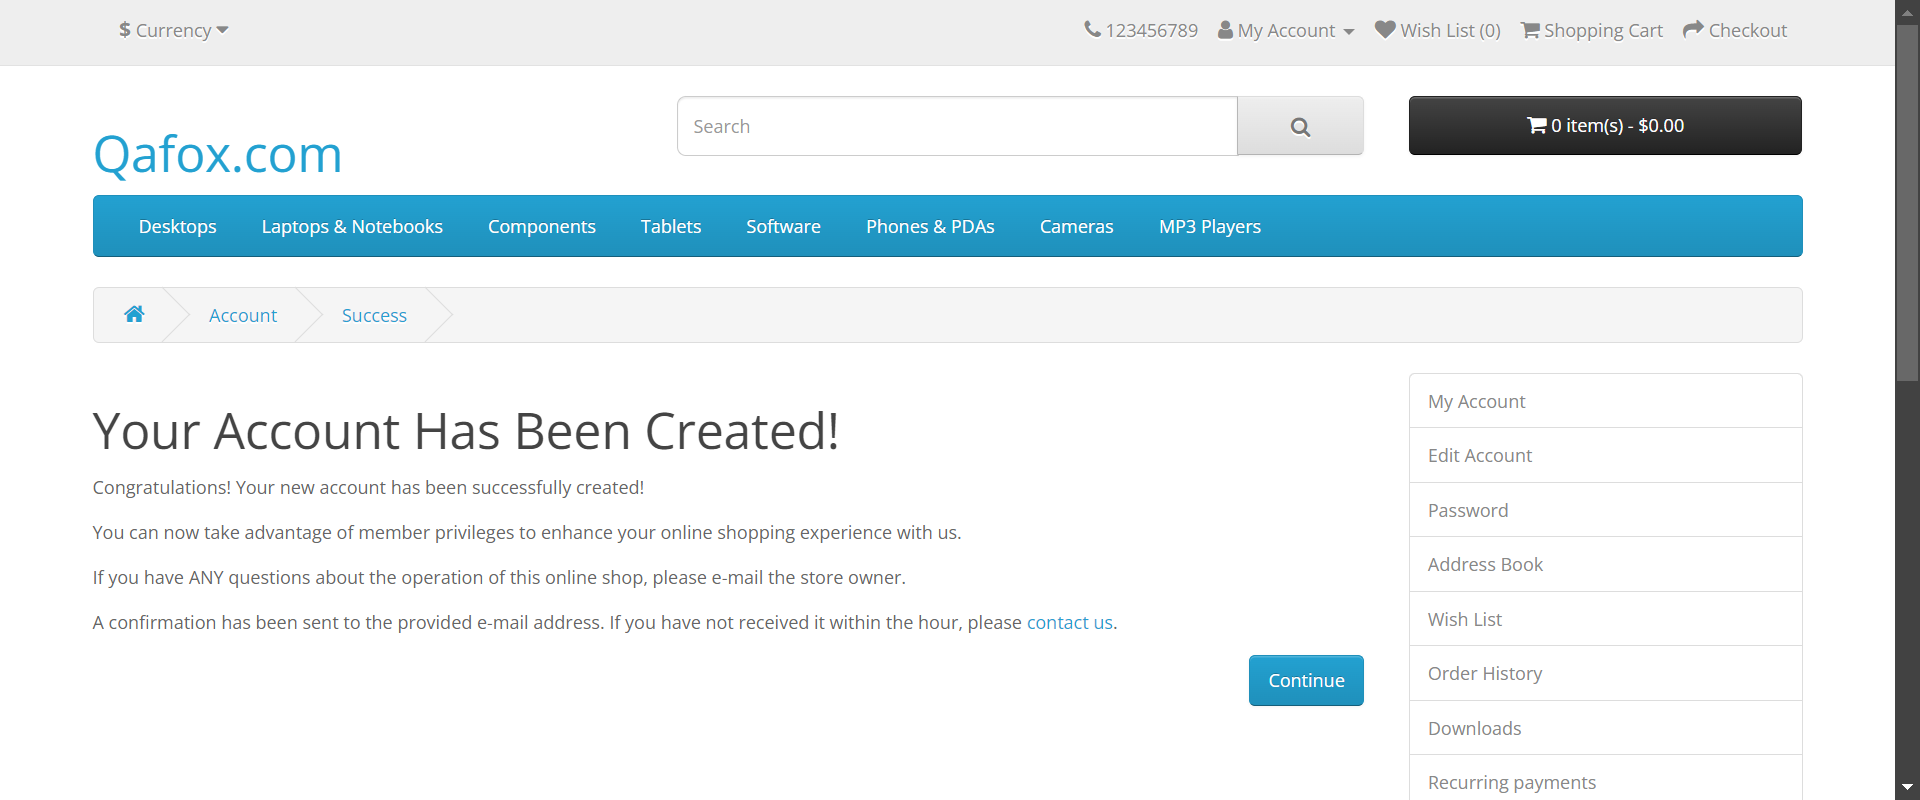 $ Currency
123456789 My Account Wish List (0) Shopping Cart Checkout
Search
0 item(s) - $0.00
Qafox.com
Desktops Laptops & Notebooks Components Tablets Software Phones & PDAs Cameras MP3 Players
Account Success
Your Account Has Been Created!
Congratulations! Your new account has been successfully created!
You can now take advantage of member privileges to enhance your online shopping experience with us.
If you have ANY questions about the operation of this online shop, please e-mail the store owner.
A confirmation has been sent to the provided e-mail address. If you have not received it within the hour, please contact us.
Continue
My Account
Edit Account
Password
Address Book
Wish List
Order History
Downloads
Recurring payments